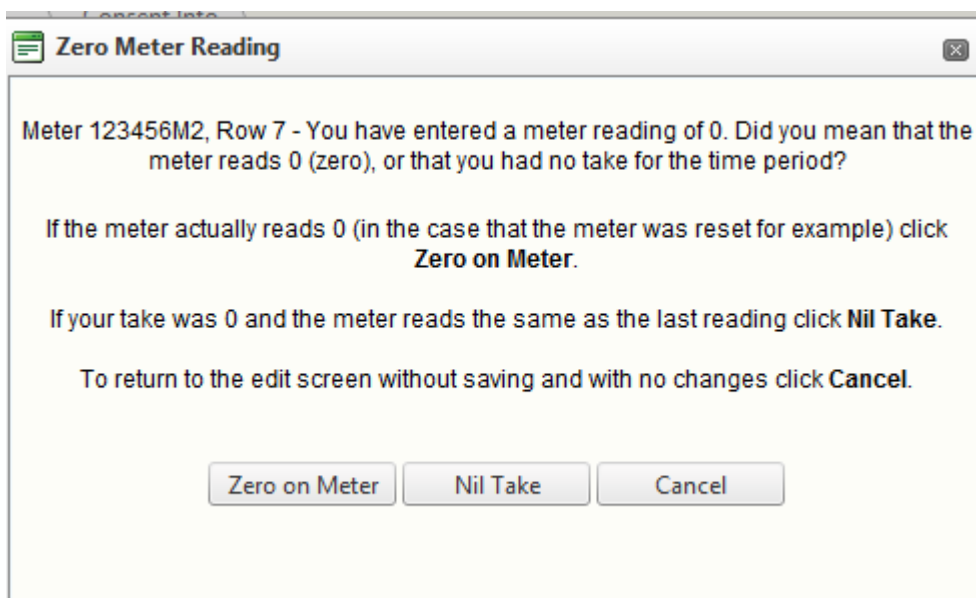 Consent Info
Zero Meter Reading
Meter 123456M2, Row 7 - You have entered a meter reading of 0. Did you mean that the
meter reads 0 (zero), or that you had no take for the time period?
If the meter actually reads 0 (in the case that the meter was reset for example) click
Zero on Meter.
If your take was 0 and the meter reads the same as the last reading click Nil Take.
To return to the edit screen without saving and with no changes click Cancel.
Zero on Meter
Nil Take
Cancel